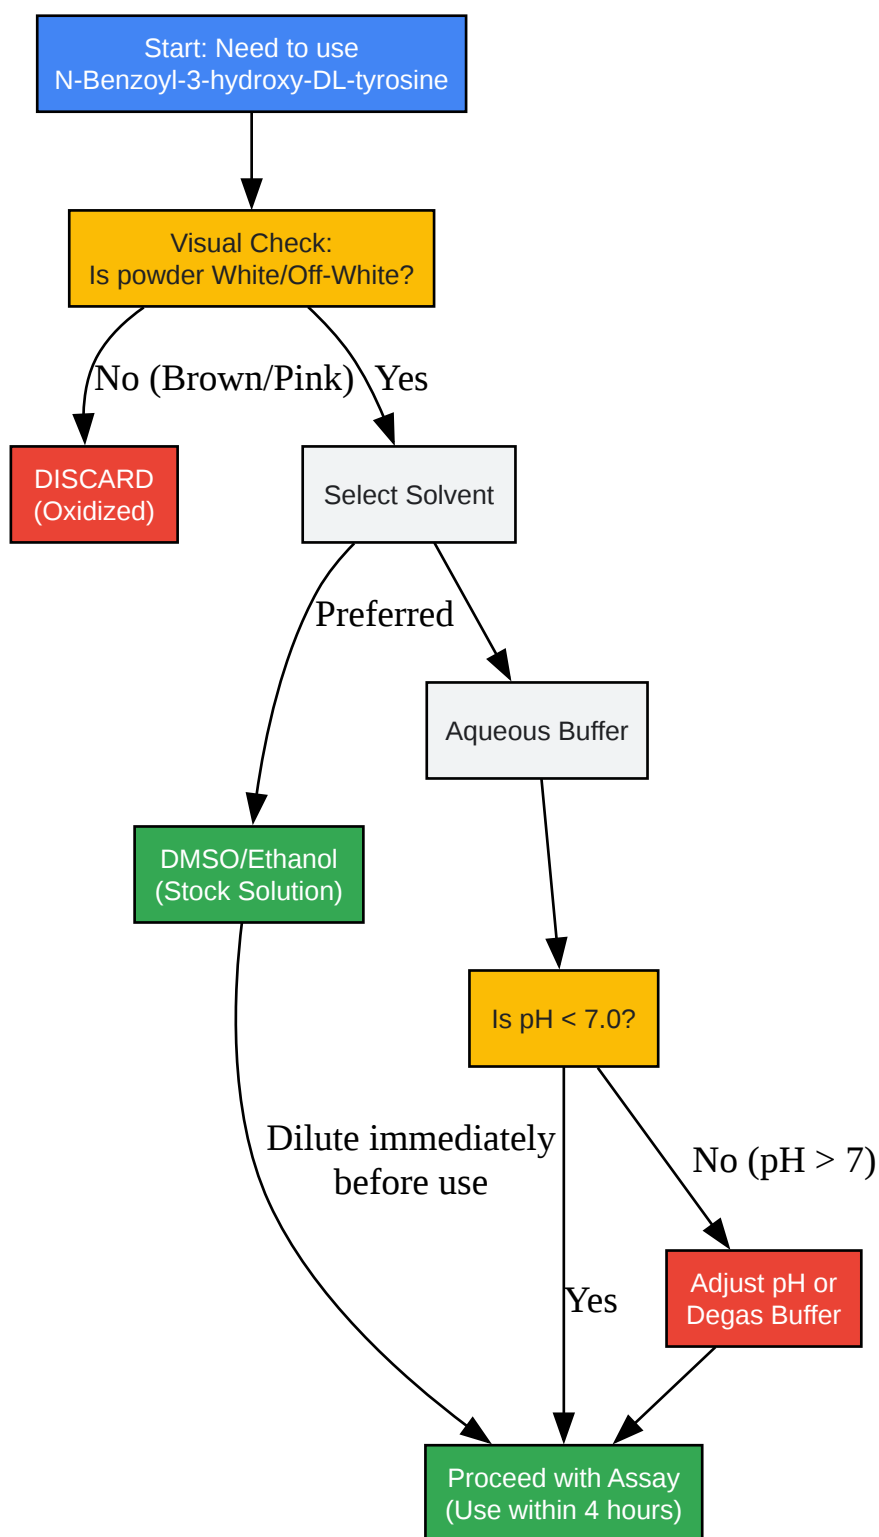 Start: Need to use
N-Benzoyl-3-hydroxy-DL-tyrosine
Visual Check:
Is powder White/Off-White?
No (Brown/Pink)
Yes
DISCARD
(Oxidized)
Select Solvent
Preferred
Aqueous Buffer
DMSO/Ethanol
(Stock Solution)
Is pH < 7.0?
Dilute immediately
before use
No (pH > 7)
Yes
Adjust pH or
Degas Buffer
Proceed with Assay
(Use within 4 hours)